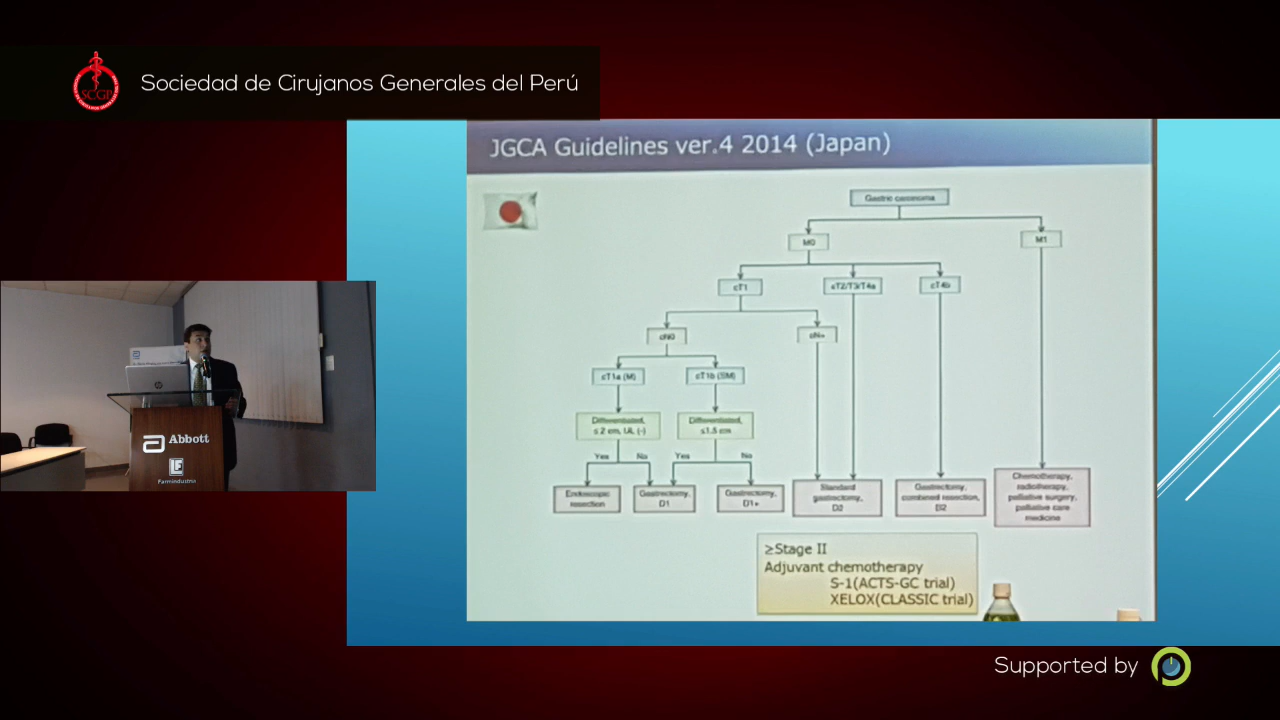 SCGP
Sociedad de Cirujanos Generales del Perú
JGCA Guidelines ver.4 2014 (Japan)
Gastric carcinoma
M0
M1
cT1
cT2/T3/T4a
cT4b
cN0
cN+
cT1a (M)
cT1b (SM)
Differentiated,
≤ 2 cm, UL (-)
Differentiated,
≤1.5 cm
Yes
No
Yes
No
Endoscopic
resection
Gastrectomy,
D1
Gastrectomy,
D1+
Standard
gastrectomy,
D2
Gastrectomy,
combined resection,
D2
Chemotherapy,
radiotherapy,
palliative surgery,
palliative care
medicine
≥Stage II
Adjuvant chemotherapy
S-1(ACTS-GC trial)
XELOX(CLASSIC trial)
hp
Abbott
Farmindustria
Supported by